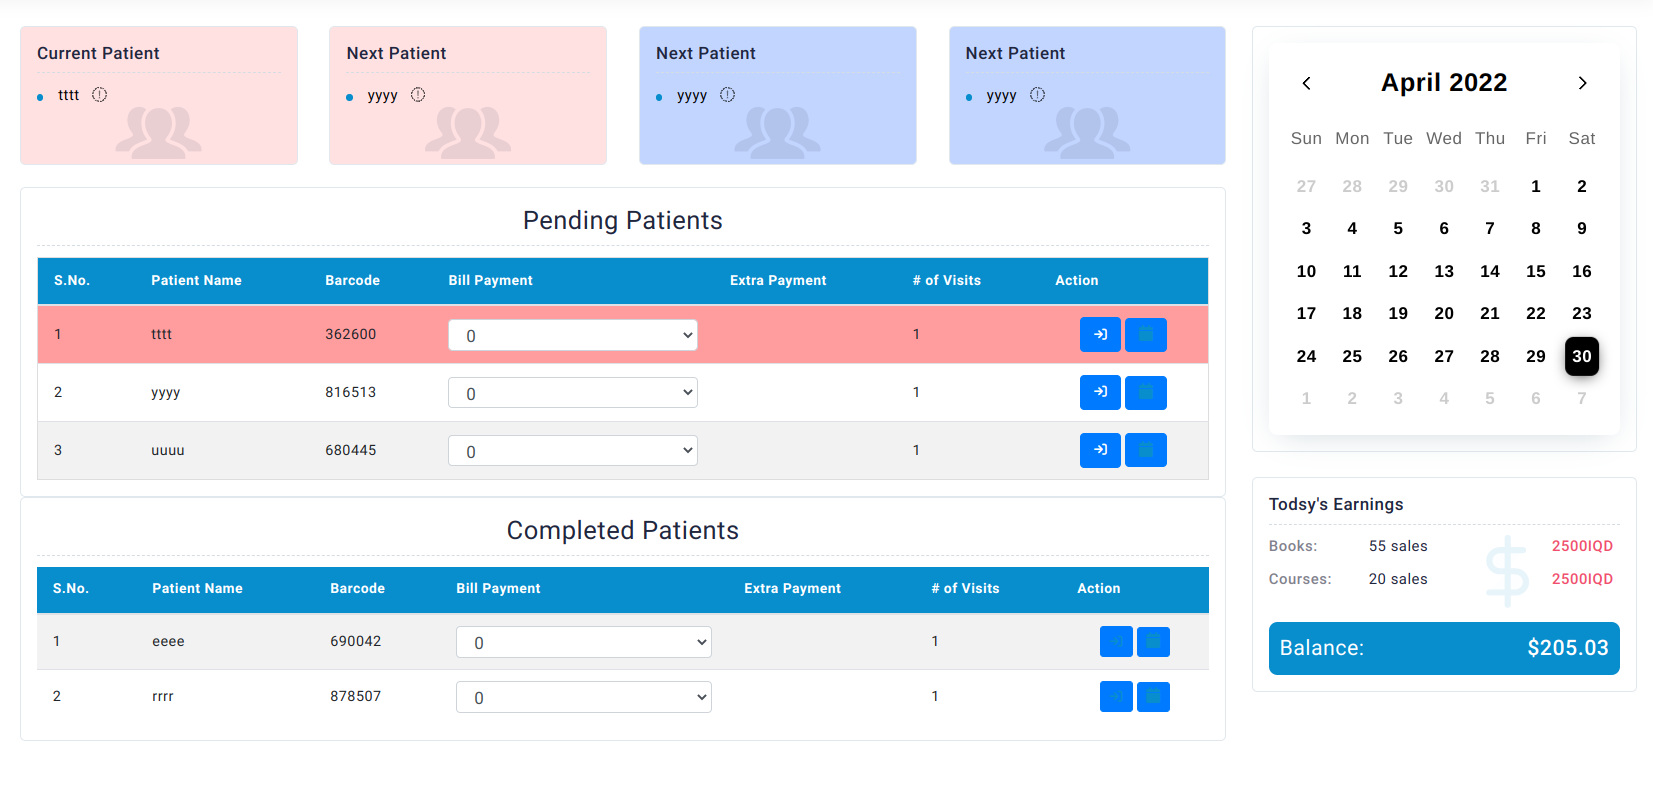 Current Patient
tttt
Next Patient
yyyy
Next Patient
yyyy
Next Patient
yyyy
Pending Patients
S.No. Patient Name Barcode Bill Payment Extra Payment # of Visits Action
1 tttt 362600 0 1
2 yyyy 816513 0 1
3 uuuu 680445 0 1
Completed Patients
S.No. Patient Name Barcode Bill Payment Extra Payment # of Visits Action
1 eeee 690042 0 1
2 rrrr 878507 0 1
April 2022
Sun Mon Tue Wed Thu Fri Sat
27 28 29 30 31 1 2
3 4 5 6 7 8 9
10 11 12 13 14 15 16
17 18 19 20 21 22 23
24 25 26 27 28 29 30
1 2 3 4 5 6 7
Todsy's Earnings
Books: 55 sales 2500IQD
Courses: 20 sales 2500IQD
Balance: $205.03